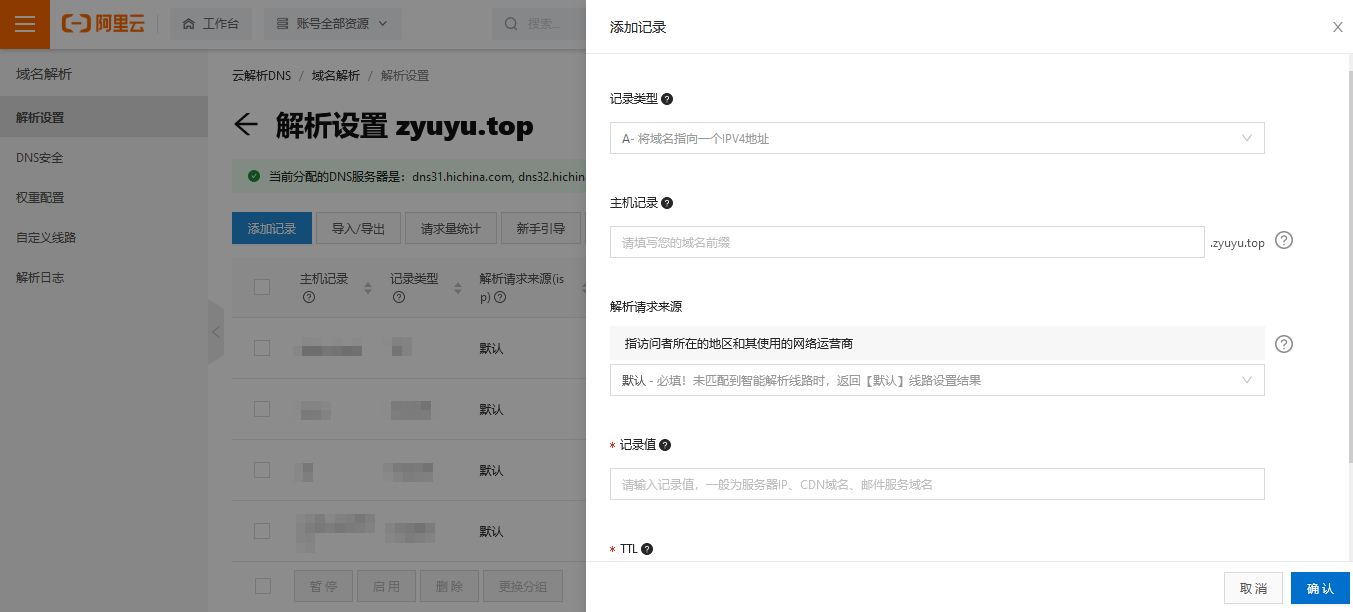 阿里云
工作台
账号全部资源
搜索...
域名解析
解析设置
DNS安全
权重配置
自定义线路
解析日志
云解析DNS / 域名解析 / 解析设置
解析设置 zyuyu.top
当前分配的DNS服务器是： dns31.hichina.com, dns32.hichin
添加记录 导入/导出 请求量统计 新手引导
主机记录 记录类型 解析请求来源(isp)
默认
默认
默认
默认
暂停 启用 删除 更换分组
添加记录
记录类型
A- 将域名指向一个IPV4地址
主机记录
请填写您的域名前缀
.zyuyu.top
解析请求来源
指访问者所在的地区和其使用的网络运营商
默认 - 必填！未匹配到智能解析线路时，返回【默认】线路设置结果
* 记录值
请输入记录值，一般为服务器IP、CDN域名、邮件服务域名
* TTL
取消 确认